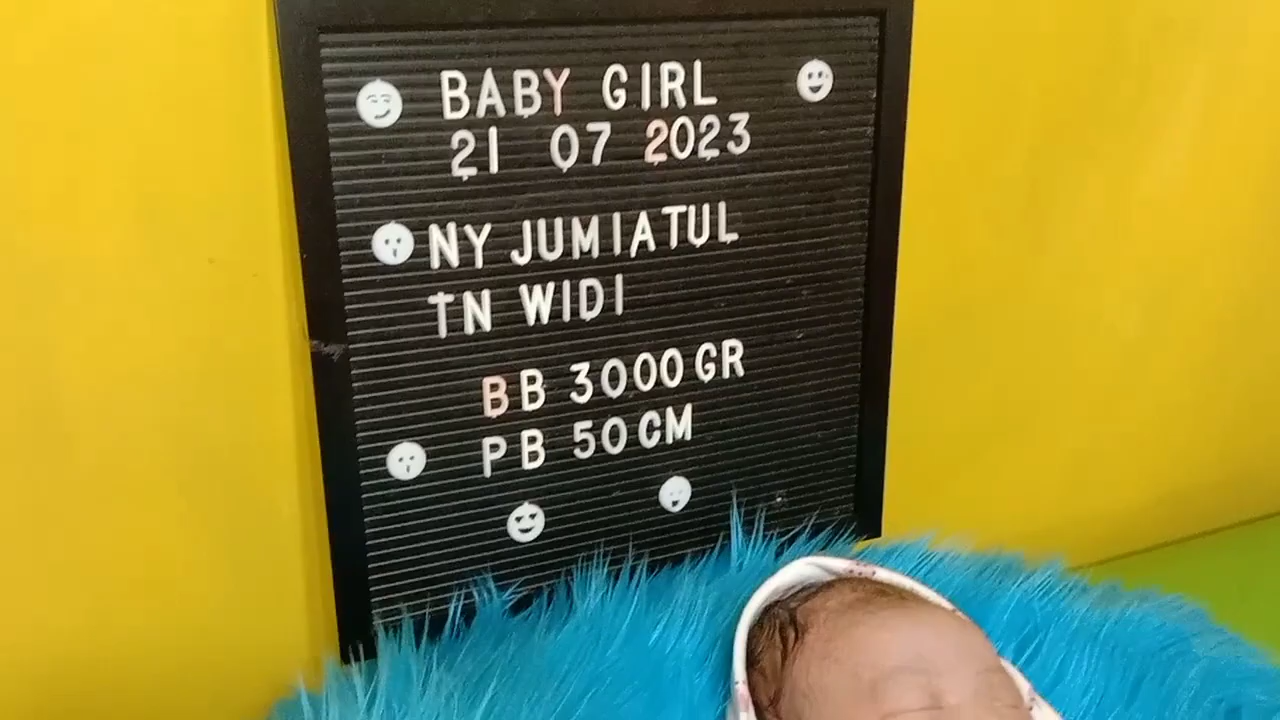 BABY GIRL
21 07 2023
NY JUMIATUL
TN WIDI
BB 3000 GR
PB 50 CM